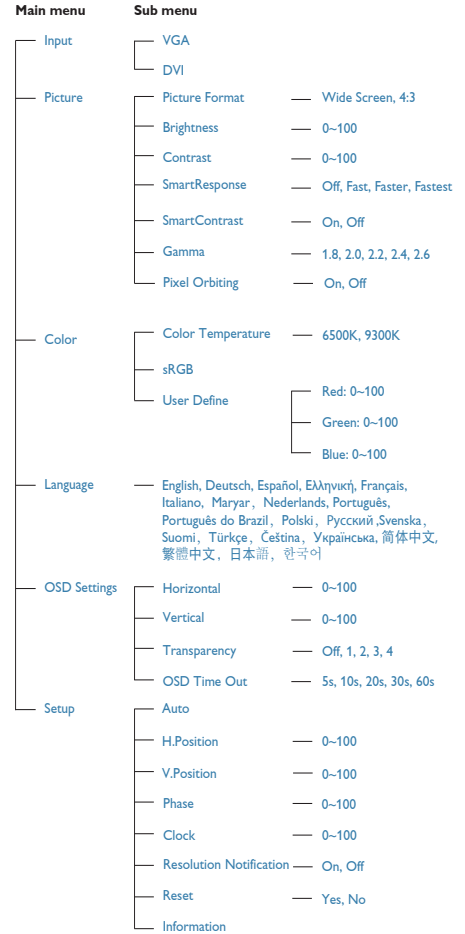 Main menu Sub menu
Input VGA
DVI
Picture Picture Format Wide Screen, 4:3
Brightness 0~100
Contrast 0~100
SmartResponse Off, Fast, Faster, Fastest
SmartContrast On, Off
Gamma 1.8, 2.0, 2.2, 2.4, 2.6
Pixel Orbiting On, Off
Color Color Temperature 6500K, 9300K
sRGB
User Define Red: 0~100
Green: 0~100
Blue: 0~100
Language English, Deutsch, Español, Ελληνική, Français,
Italiano, Maryar, Nederlands, Português,
Português do Brazil, Polski, Русский ,Svenska,
Suomi, Türkçe, Čeština, Українська, 简体中文,
繁體中文, 日本語, 한국어
OSD Settings Horizontal 0~100
Vertical 0~100
Transparency Off, 1, 2, 3, 4
OSD Time Out 5s, 10s, 20s, 30s, 60s
Setup Auto
H.Position 0~100
V.Position 0~100
Phase 0~100
Clock 0~100
Resolution Notification On, Off
Reset Yes, No
Information